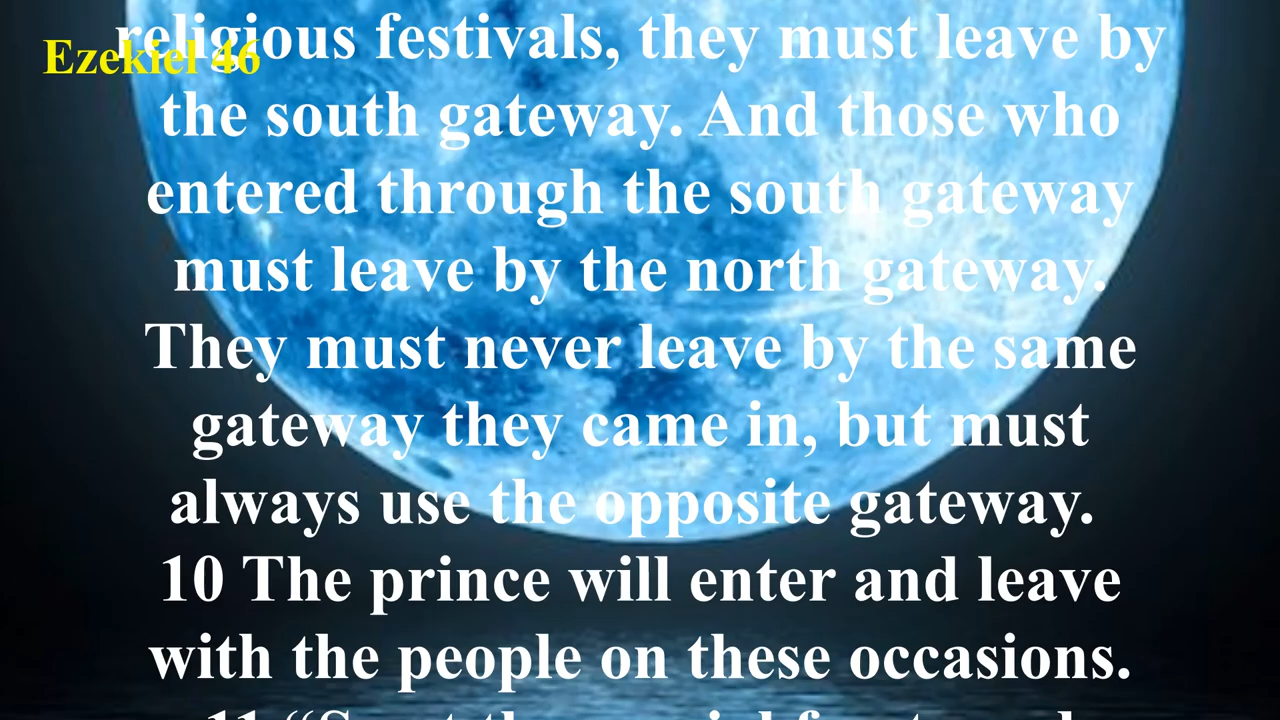 Ezekiel 46
religious festivals, they must leave by
the south gateway. And those who
entered through the south gateway
must leave by the north gateway.
They must never leave by the same
gateway they came in, but must
always use the opposite gateway.
10 The prince will enter and leave
with the people on these occasions.